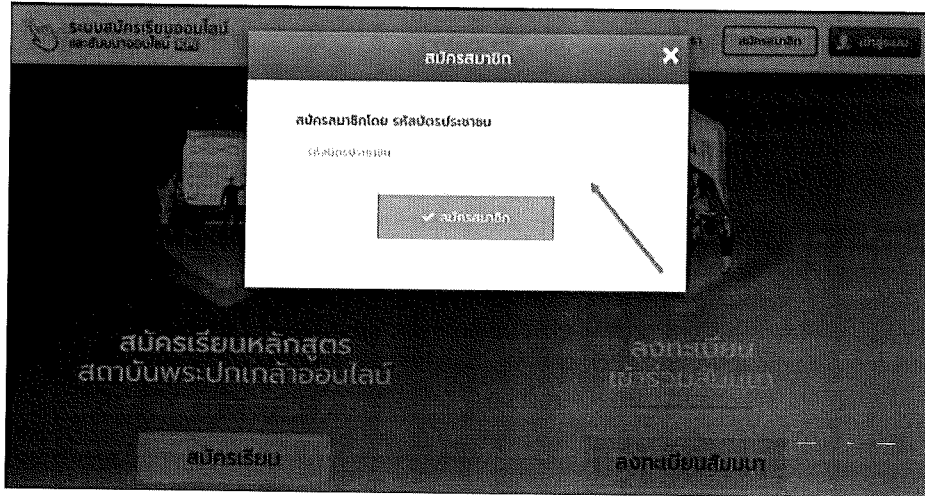 ระบบสมัครเรียนออนไลน์
และสัมมนาออนไลน์
สมัครสมาชิก
เข้าสู่ระบบ
สมัครสมาชิก
สมัครสมาชิกโดย รหัสบัตรประชาชน
รหัสบัตรประชาชน
สมัครสมาชิก
สมัครเรียนหลักสูตร
สถาบันพระปกเกล้าออนไลน์
ลงทะเบียน
เข้าร่วมสัมมนา
สมัครเรียน
ลงทะเบียนสัมมนา